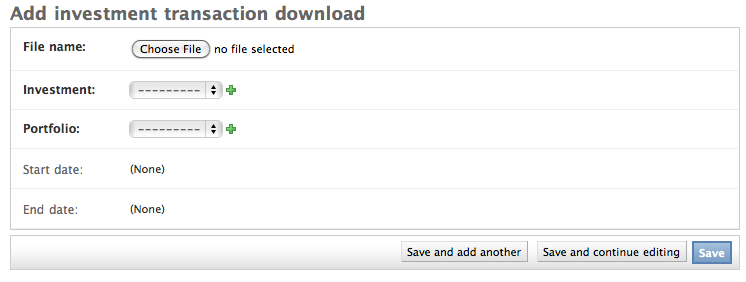 Add investment transaction download
File name: Choose File no file selected
Investment: ---------
Portfolio: ---------
Start date: (None)
End date: (None)
Save and add another Save and continue editing Save